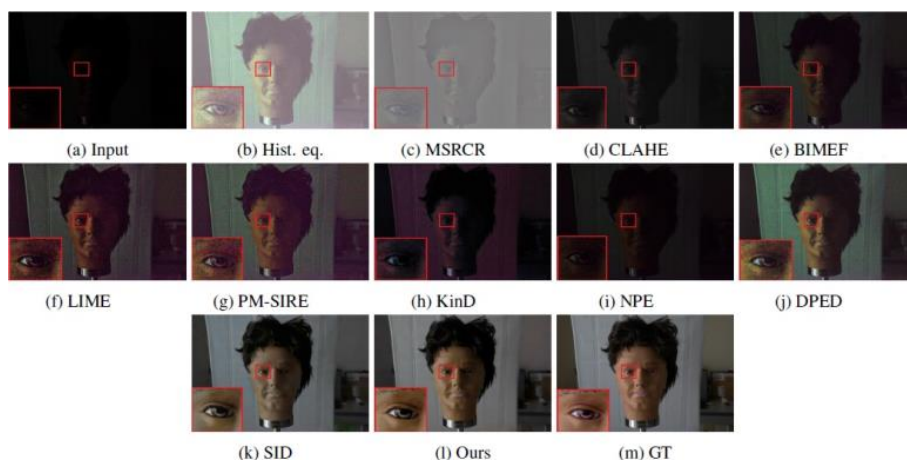 (a) Input (b) Hist. eq. (c) MSRCR (d) CLAHE (e) BIMEF
(f) LIME (g) PM-SIRE (h) KinD (i) NPE (j) DPED
(k) SID (l) Ours (m) GT